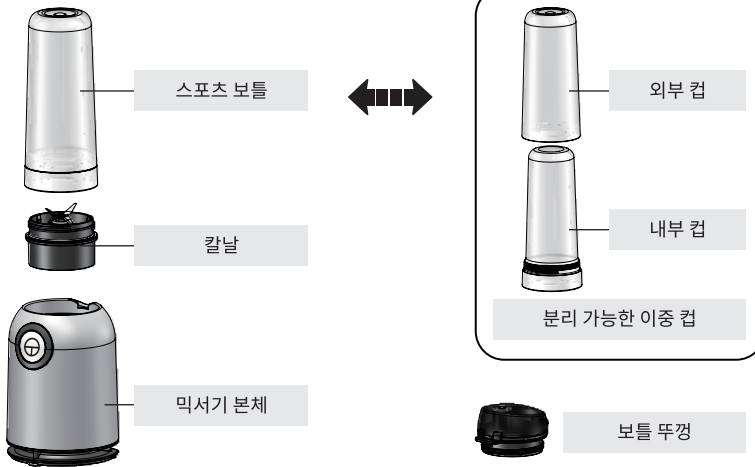 스포츠 보틀
칼날
믹서기 본체
외부 컵
내부 컵
분리 가능한 이중 컵
보틀 뚜껑